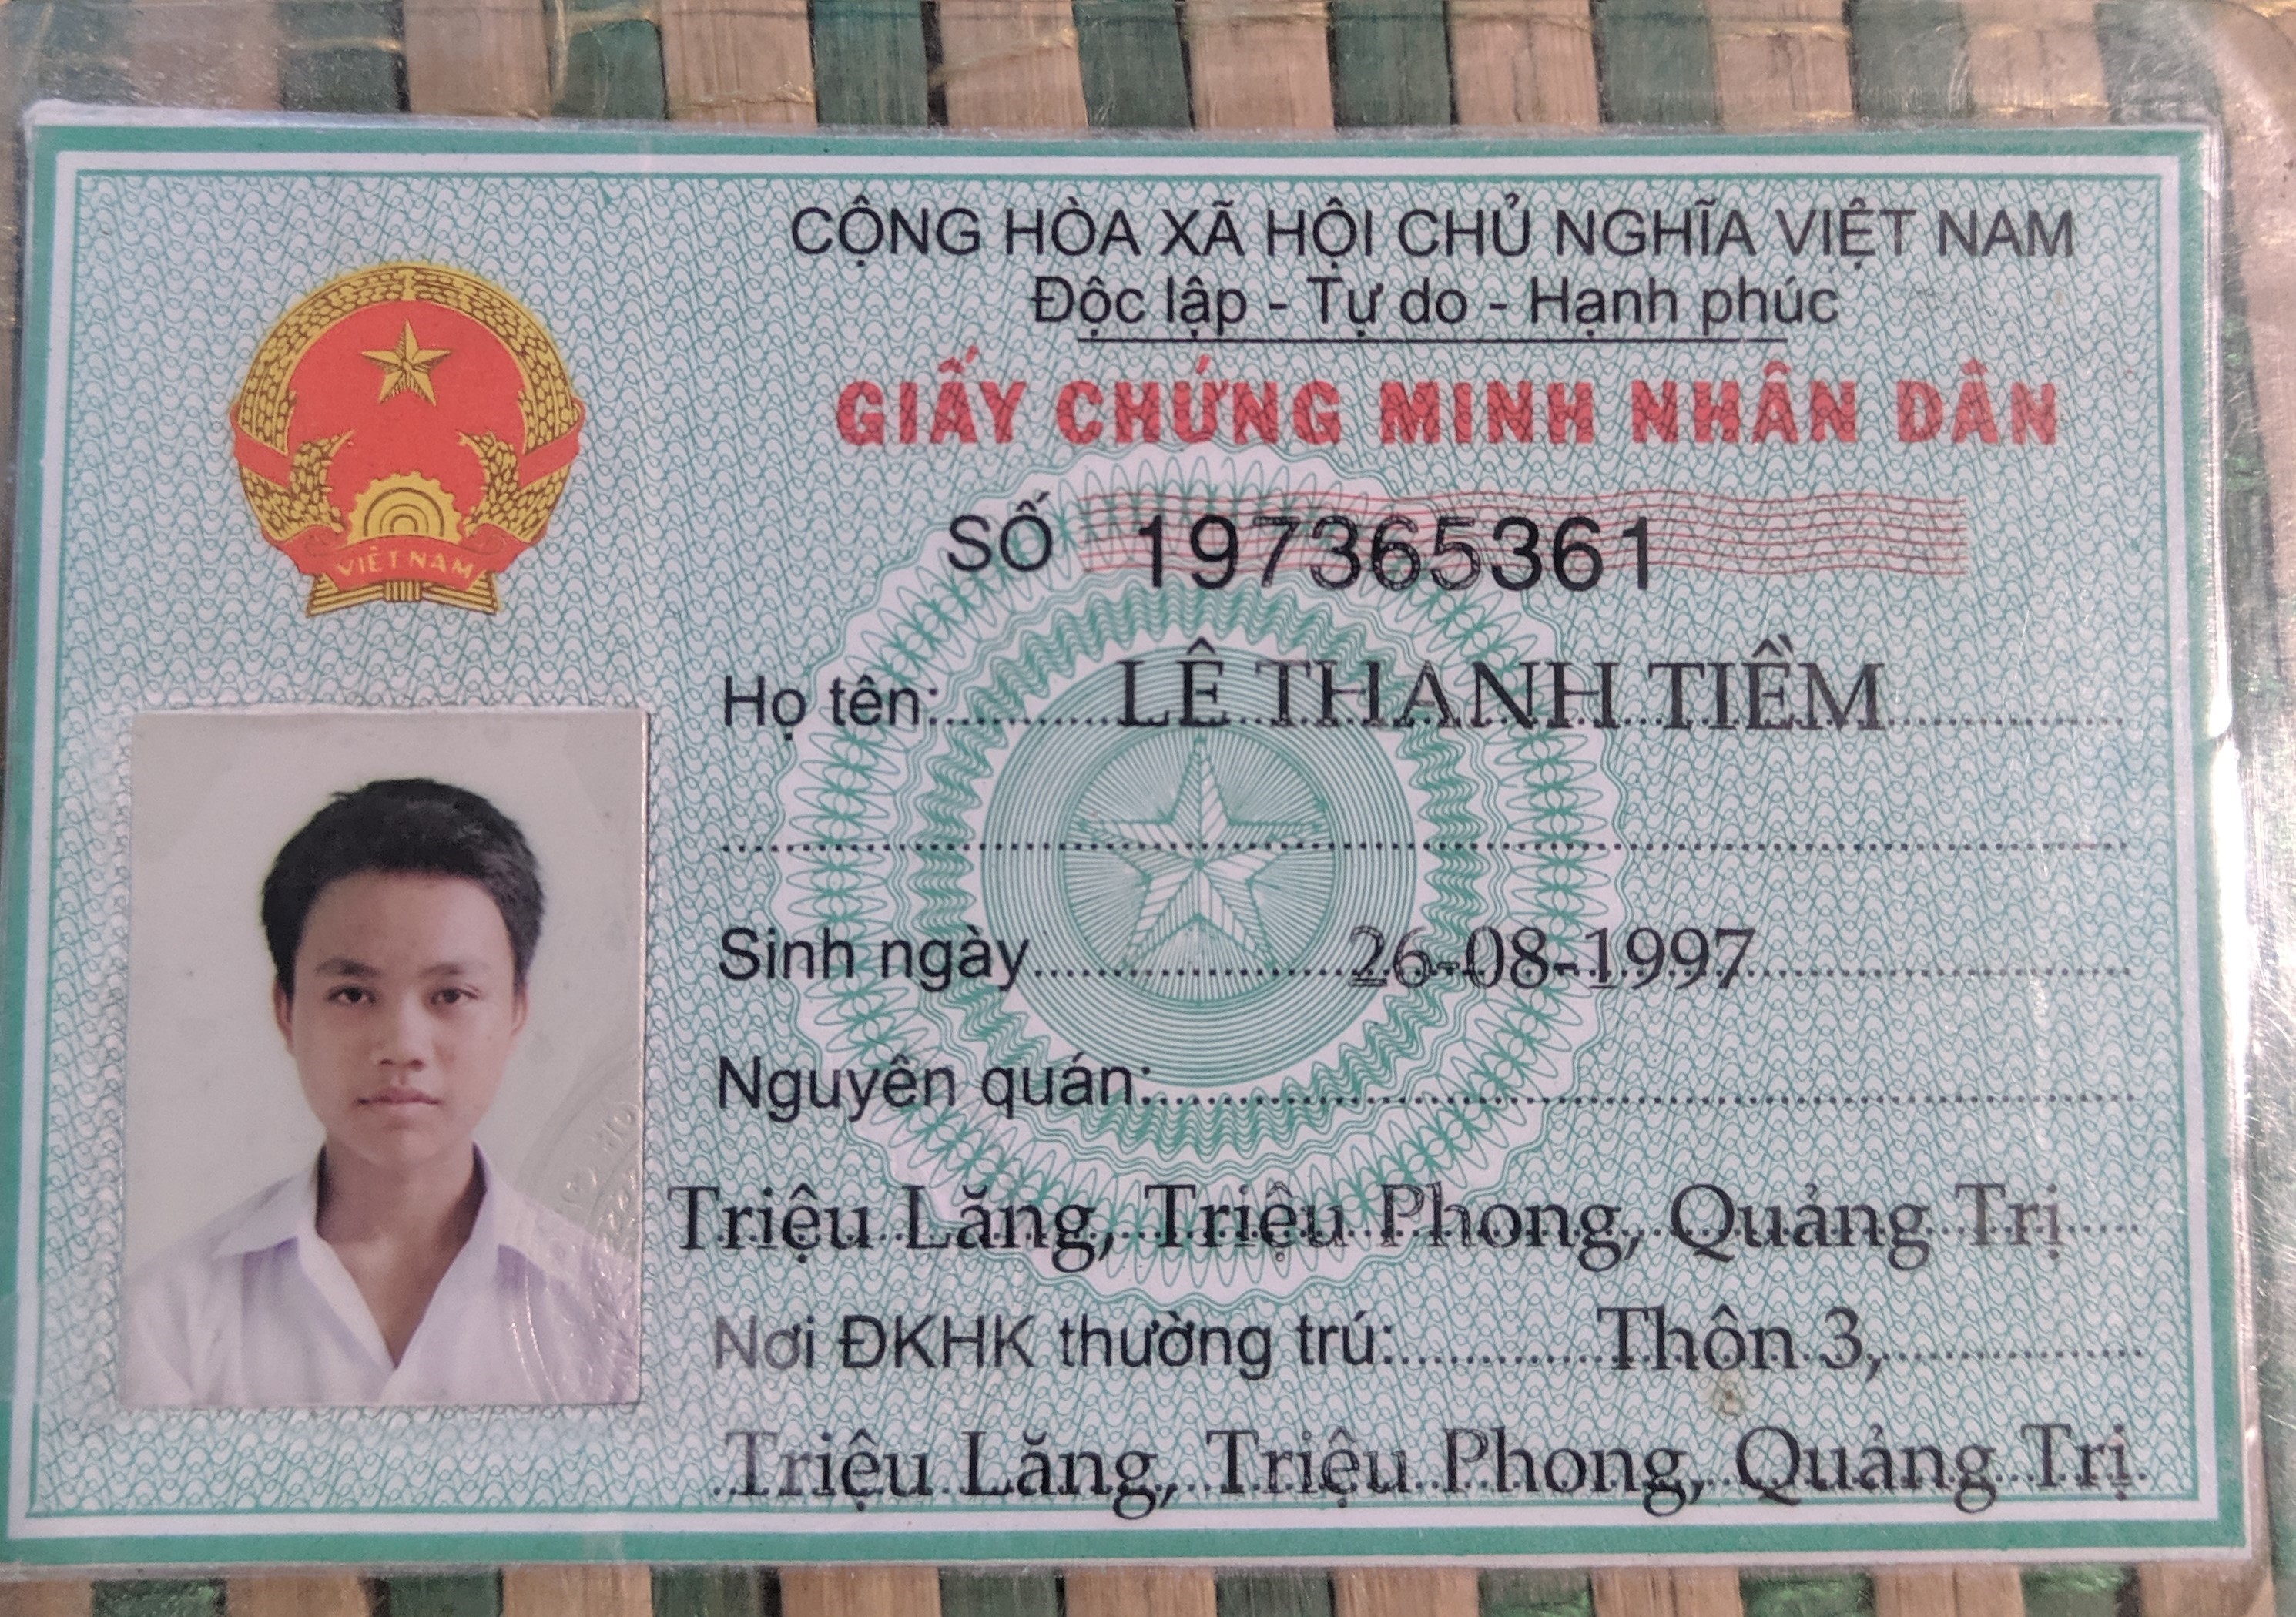 CỘNG HÒA XÃ HỘI CHỦ NGHĨA VIỆT NAM
Độc lập - Tự do - Hạnh phúc
GIẤY CHỨNG MINH NHÂN DÂN
VIỆT NAM
SỐ 197365361
Họ tên: LÊ THANH TIỀM
Sinh ngày 26-08-1997
Nguyên quán:
Triệu Lăng, Triệu Phong, Quảng Trị
Nơi ĐKHK thường trú: Thôn 3,
Triệu Lăng, Triệu Phong, Quảng Trị